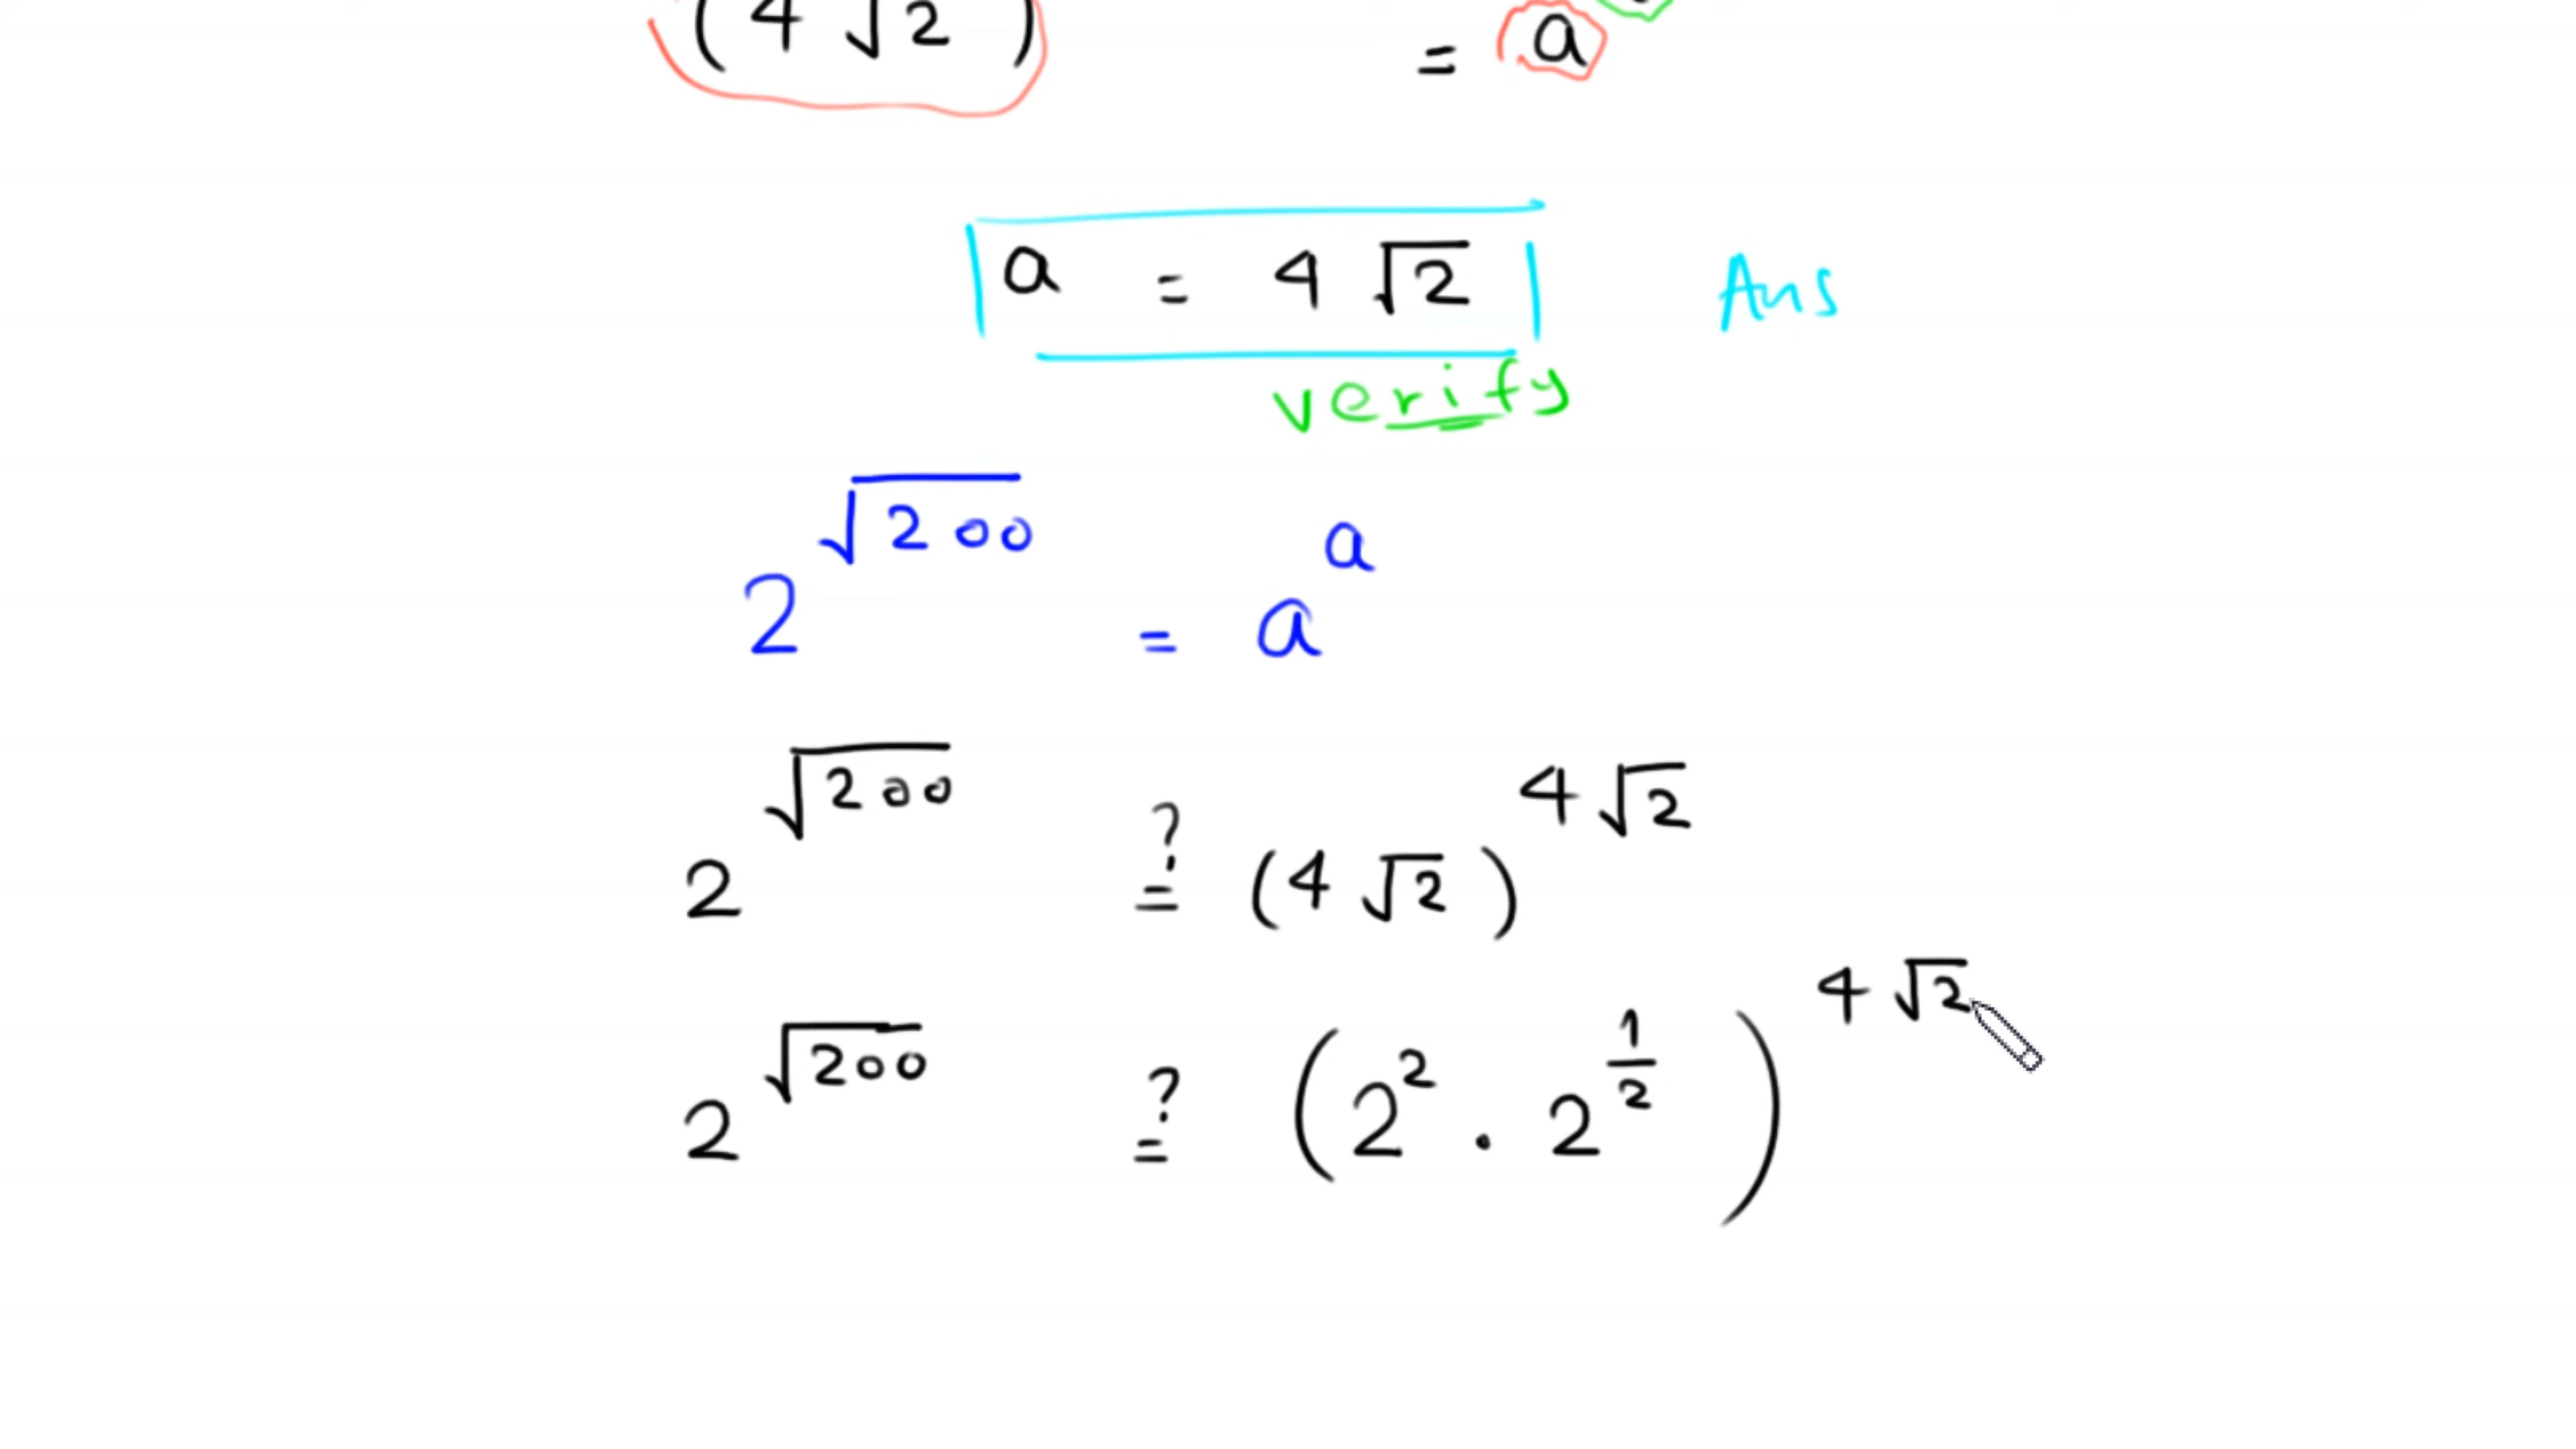 (4 √2) = a
a = 4 √2 Ans
verify
2^√200 = a^a
2^√200 ?= (4 √2)^4√2
2^√200 ?= (2^2 . 2^1/2)^4√2